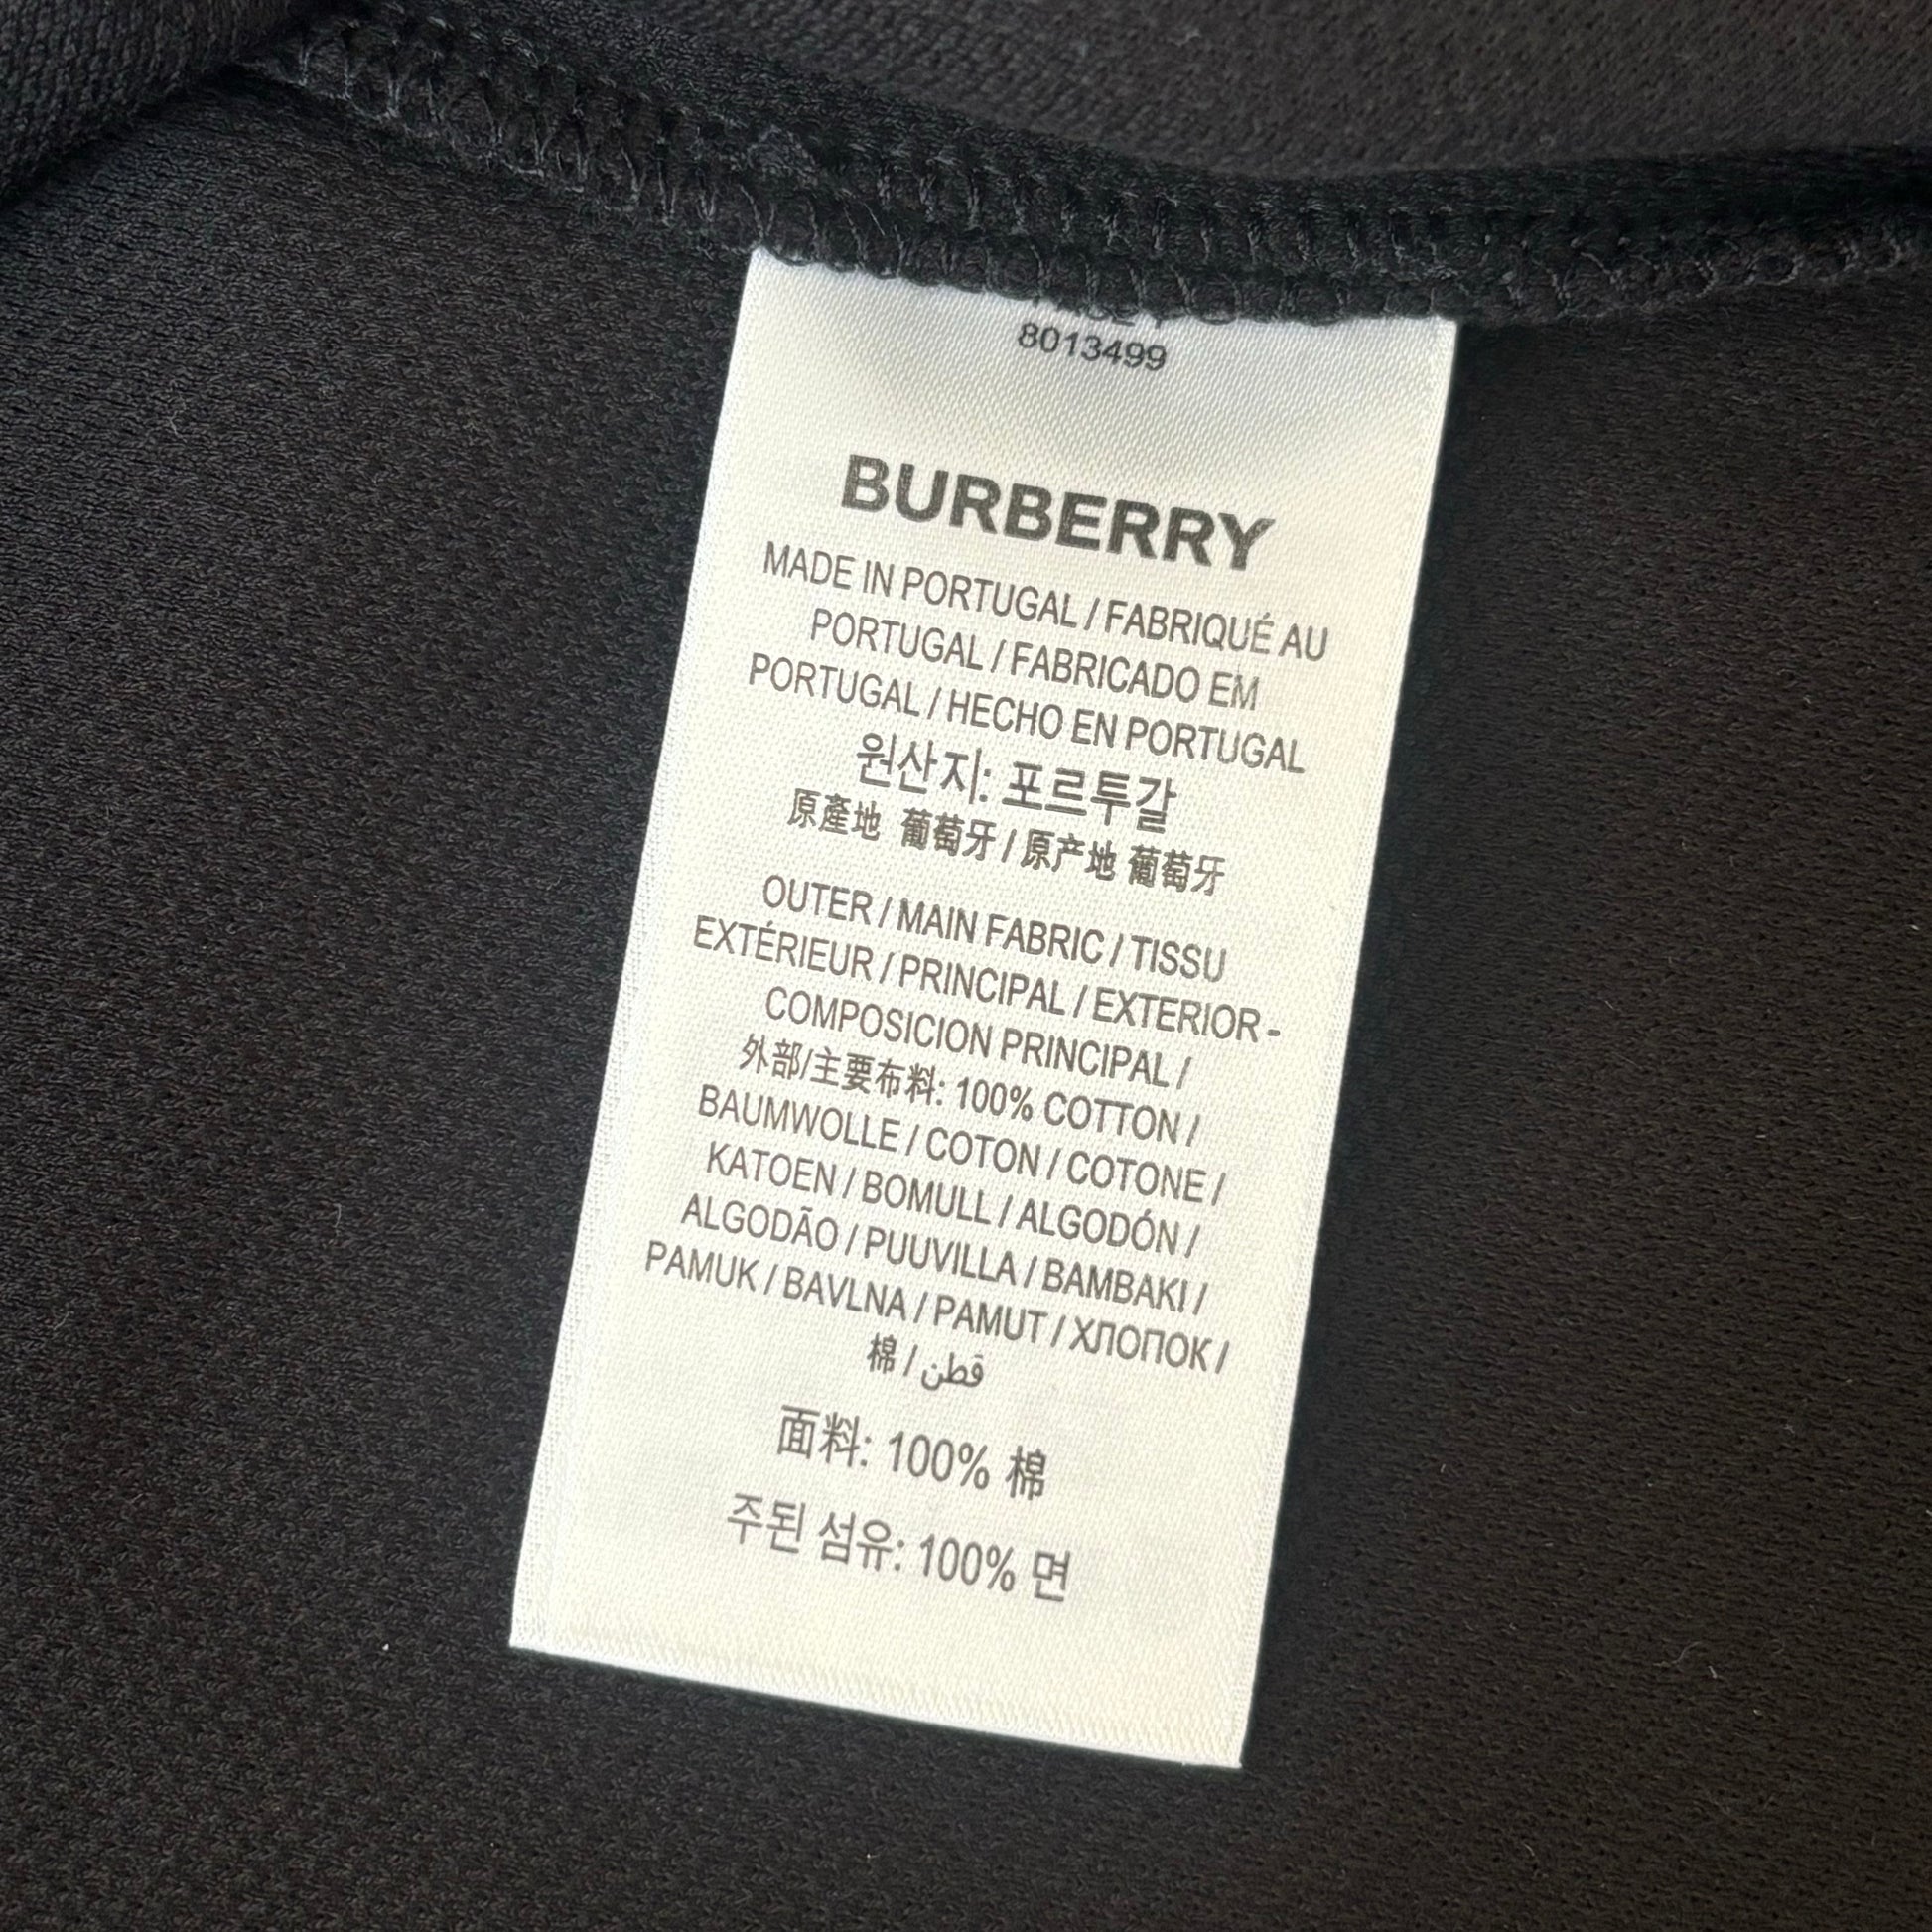 8013499
BURBERRY
MADE IN PORTUGAL / FABRIQUÉ AU
PORTUGAL / FABRICADO EM
PORTUGAL / HECHO EN PORTUGAL
원산지: 포르투갈
原產地 葡萄牙 / 原产地 葡萄牙
OUTER / MAIN FABRIC / TISSU
EXTÉRIEUR / PRINCIPAL / EXTERIOR -
COMPOSICION PRINCIPAL /
外部/主要布料: 100% COTTON /
BAUMWOLLE / COTON / COTONE /
KATOEN / BOMULL / ALGODÓN /
ALGODÃO / PUUVILLA / BAMBAKI /
PAMUK / BAVLNA / PAMUT / ХЛОПОК /
棉 / قطن
面料: 100% 棉
주된 섬유: 100% 면